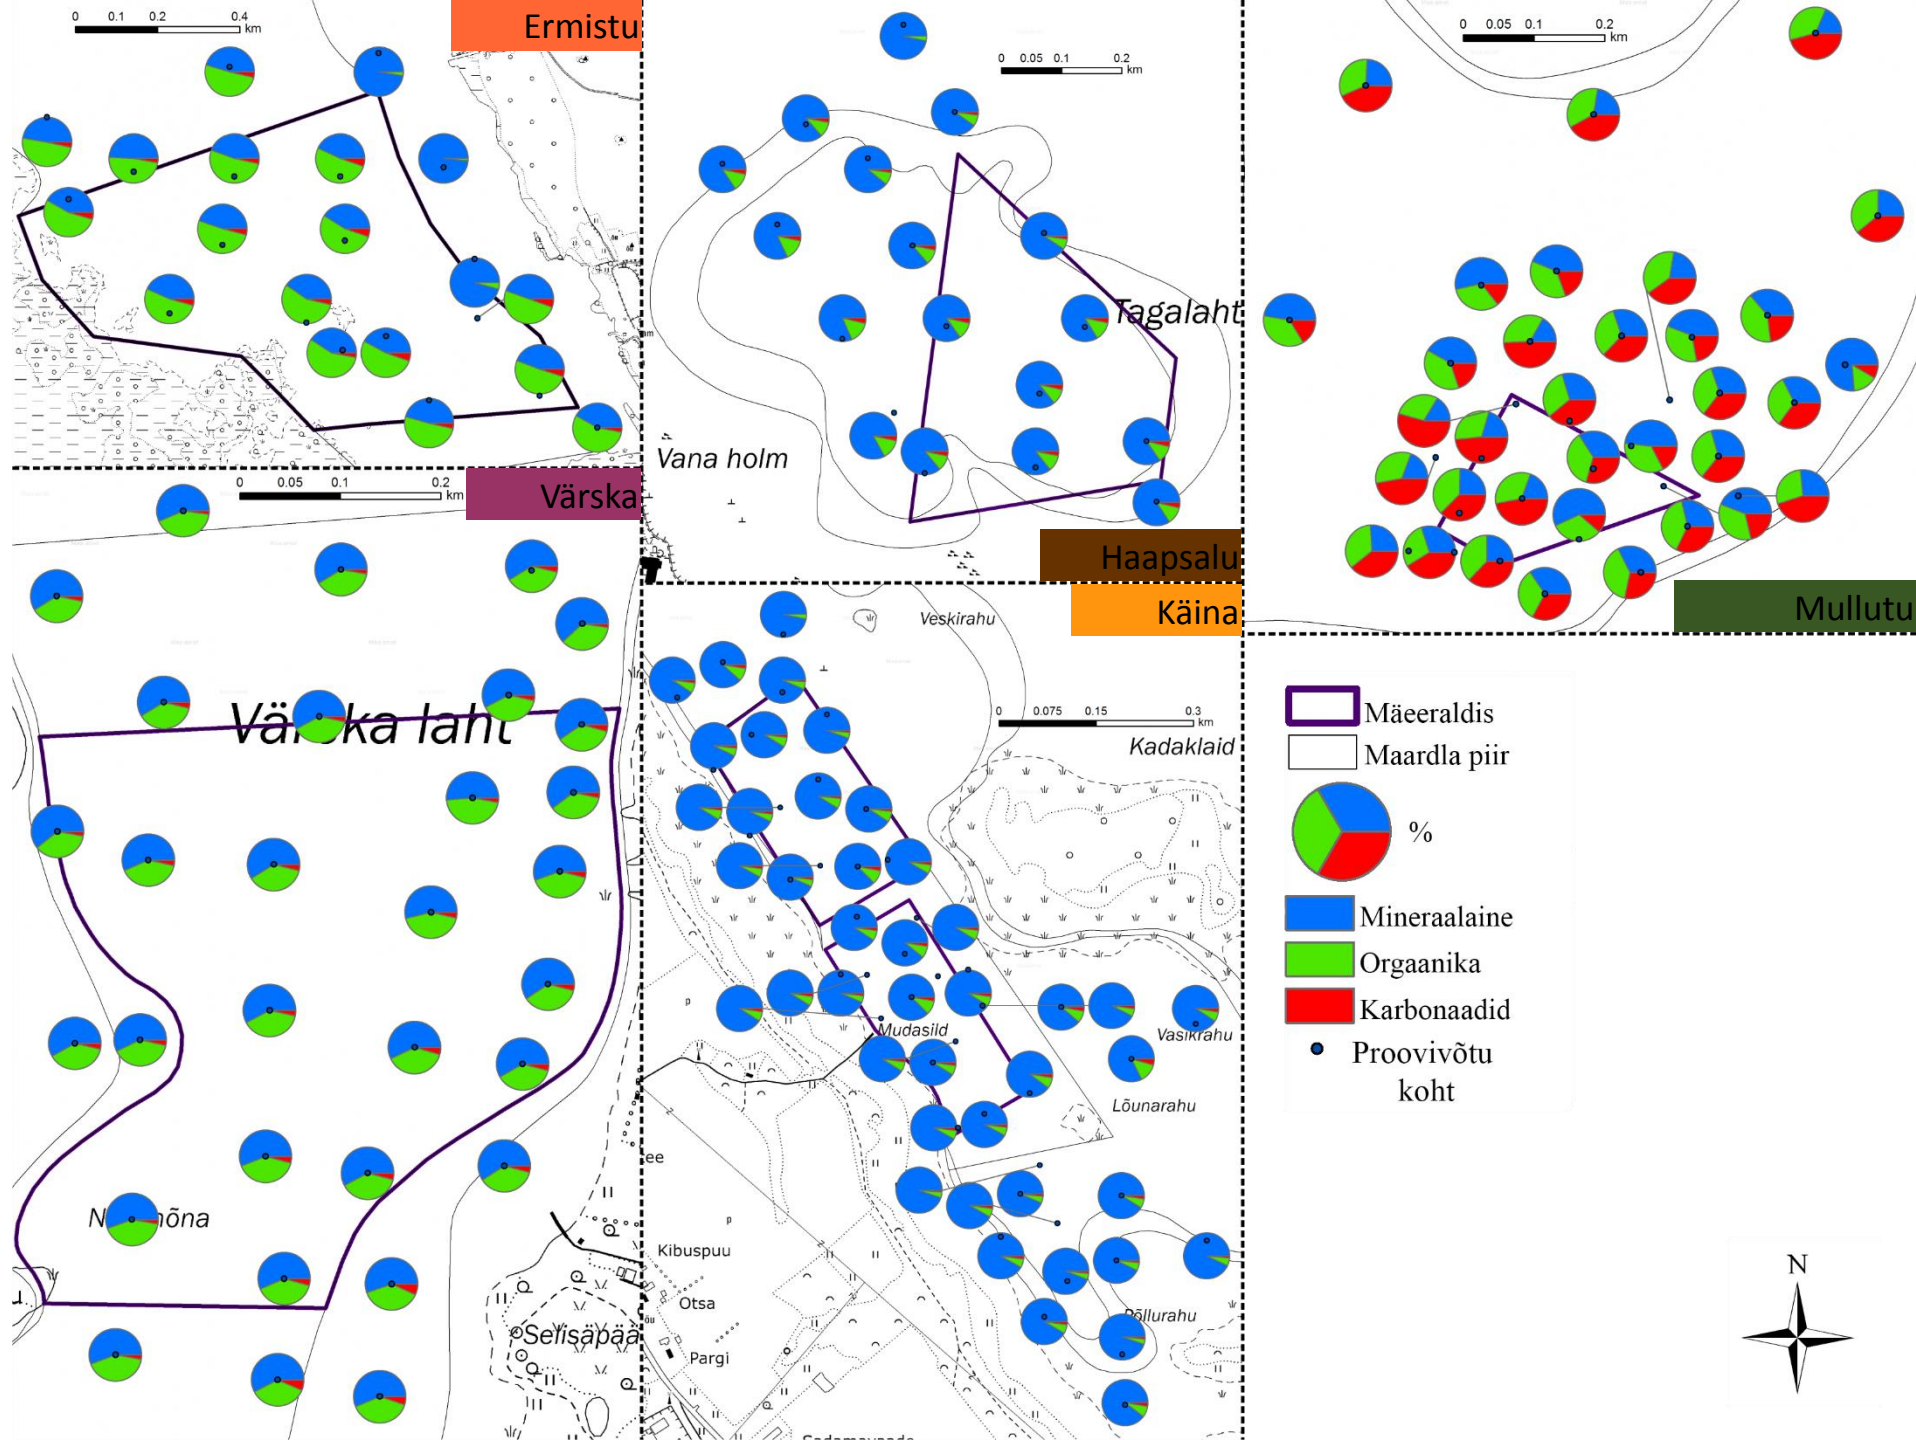 0 0.1 0.2 0.4
km
Ermistu
0 0.05 0.1 0.2
km
Tagalaht
Vana holm
Haapsalu
0 0.05 0.1 0.2
km
Mullutu
0 0.05 0.1 0.2
km
Värska
Värska laht
Selisäpää
Käina
Veskirahu
0 0.075 0.15 0.3
km
Kadaklaid
Mudasild
Vasikrahu
Lõunarahu
Kibuspuu
Otsa
Pargi
Mäeeraldis
Maardla piir
%
Mineraalaine
Orgaanika
Karbonaadid
Proovivõtu
koht
N